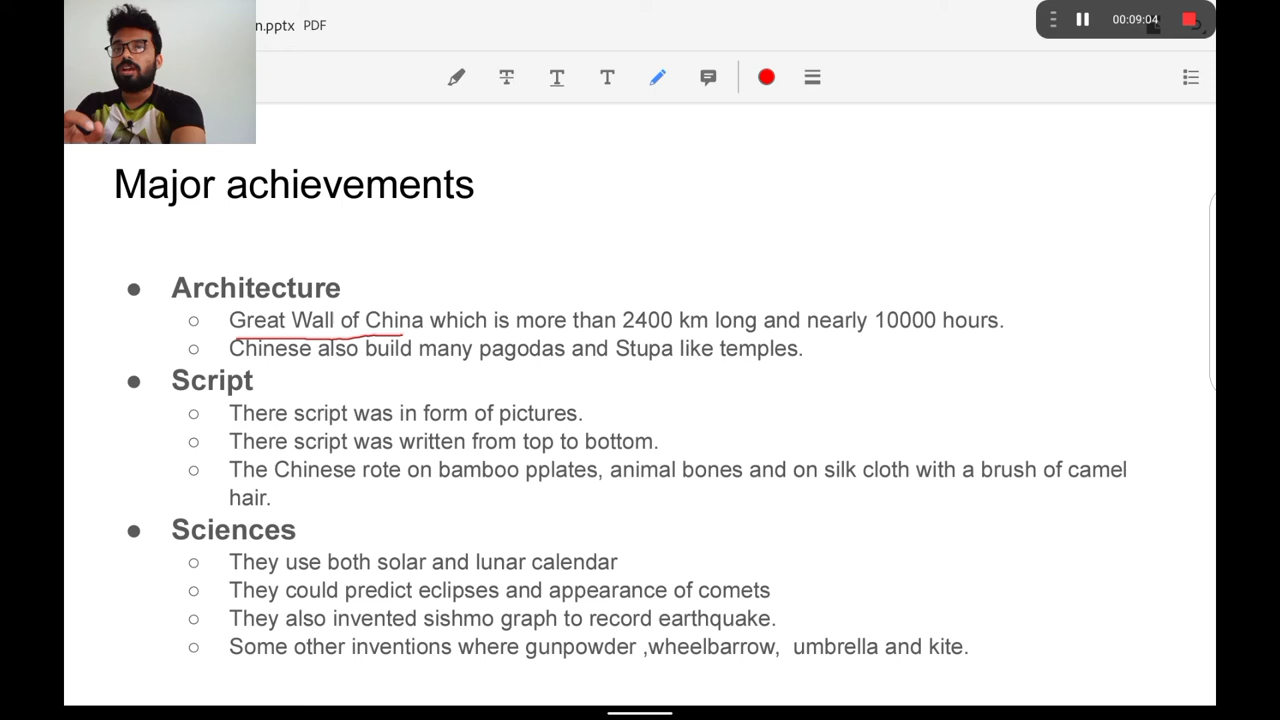 n.pptx PDF
00:09:04
Major achievements
Architecture
Great Wall of China which is more than 2400 km long and nearly 10000 hours.
Chinese also build many pagodas and Stupa like temples.
Script
There script was in form of pictures.
There script was written from top to bottom.
The Chinese rote on bamboo pplates, animal bones and on silk cloth with a brush of camel
hair.
Sciences
They use both solar and lunar calendar
They could predict eclipses and appearance of comets
They also invented sishmo graph to record earthquake.
Some other inventions where gunpowder ,wheelbarrow, umbrella and kite.